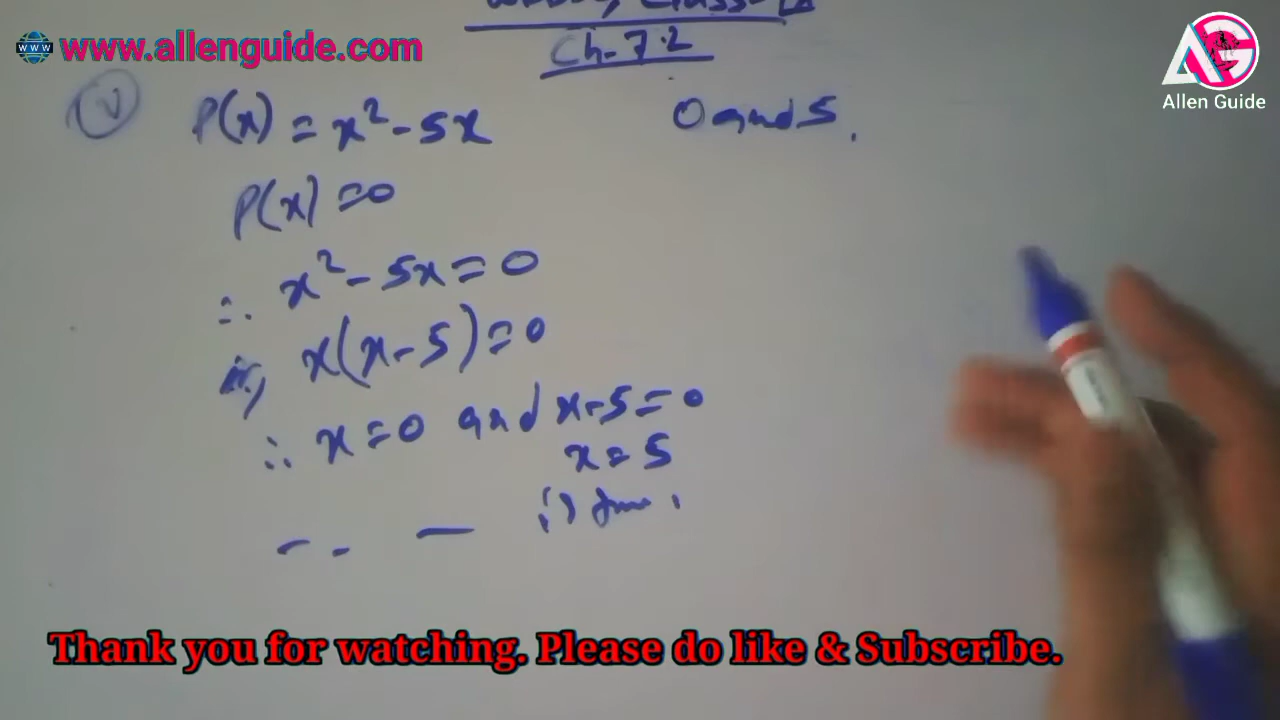 www.allenguide.com
Allen Guide
Ch-7.2
(v) P(x) = x² - 5x
0 and 5.
P(x) = 0
∴ x² - 5x = 0
x(x-5) = 0
∴ x = 0 and x-5 = 0
x = 5
Thank you for watching. Please do like & Subscribe.